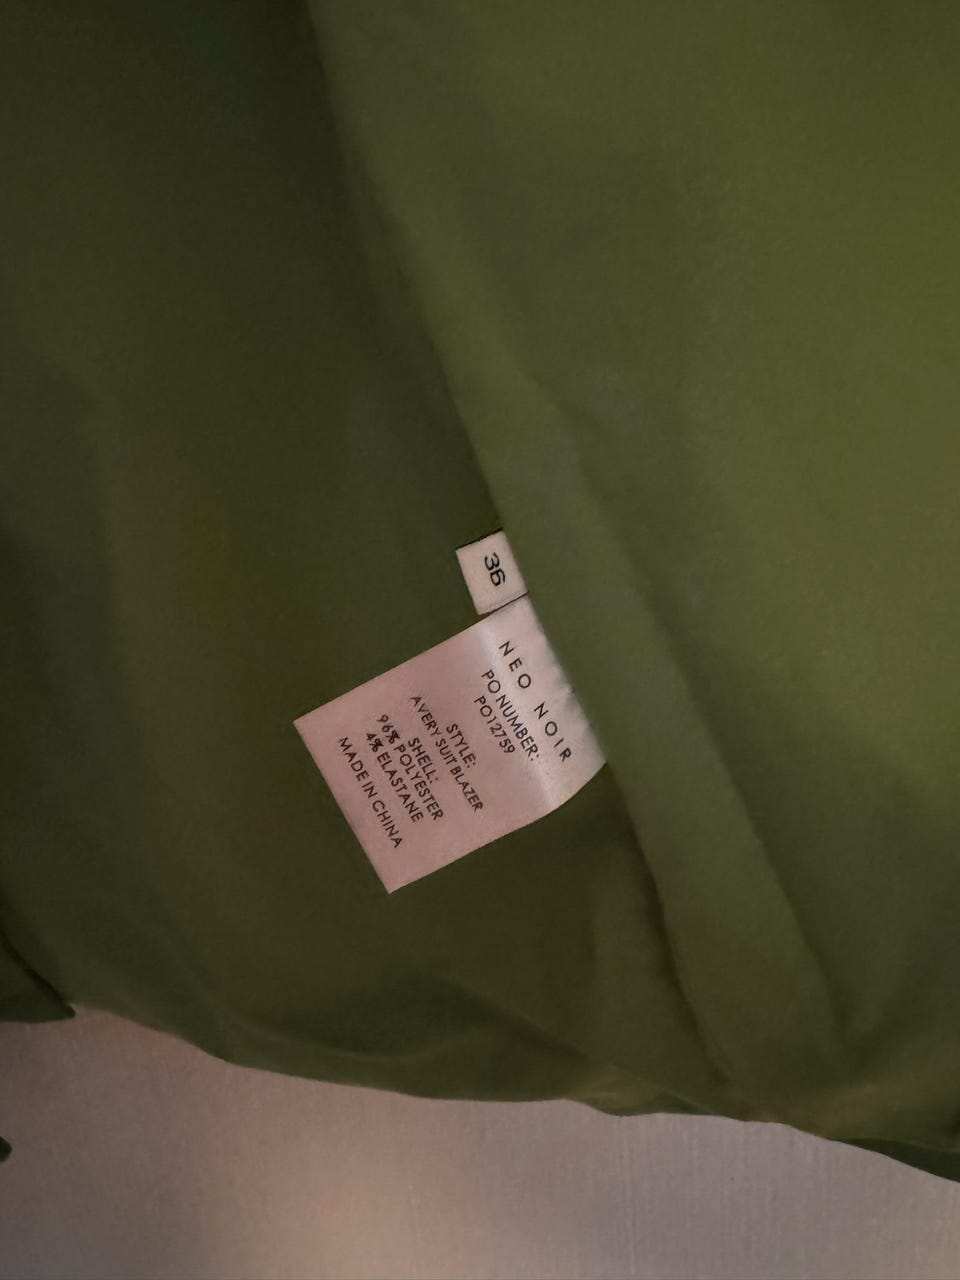 36
NEO NOIR
PO NUMBER:
PO12759
STYLE:
AVERY SUIT BLAZER
SHELL:
96% POLYESTER
4% ELASTANE
MADE IN CHINA